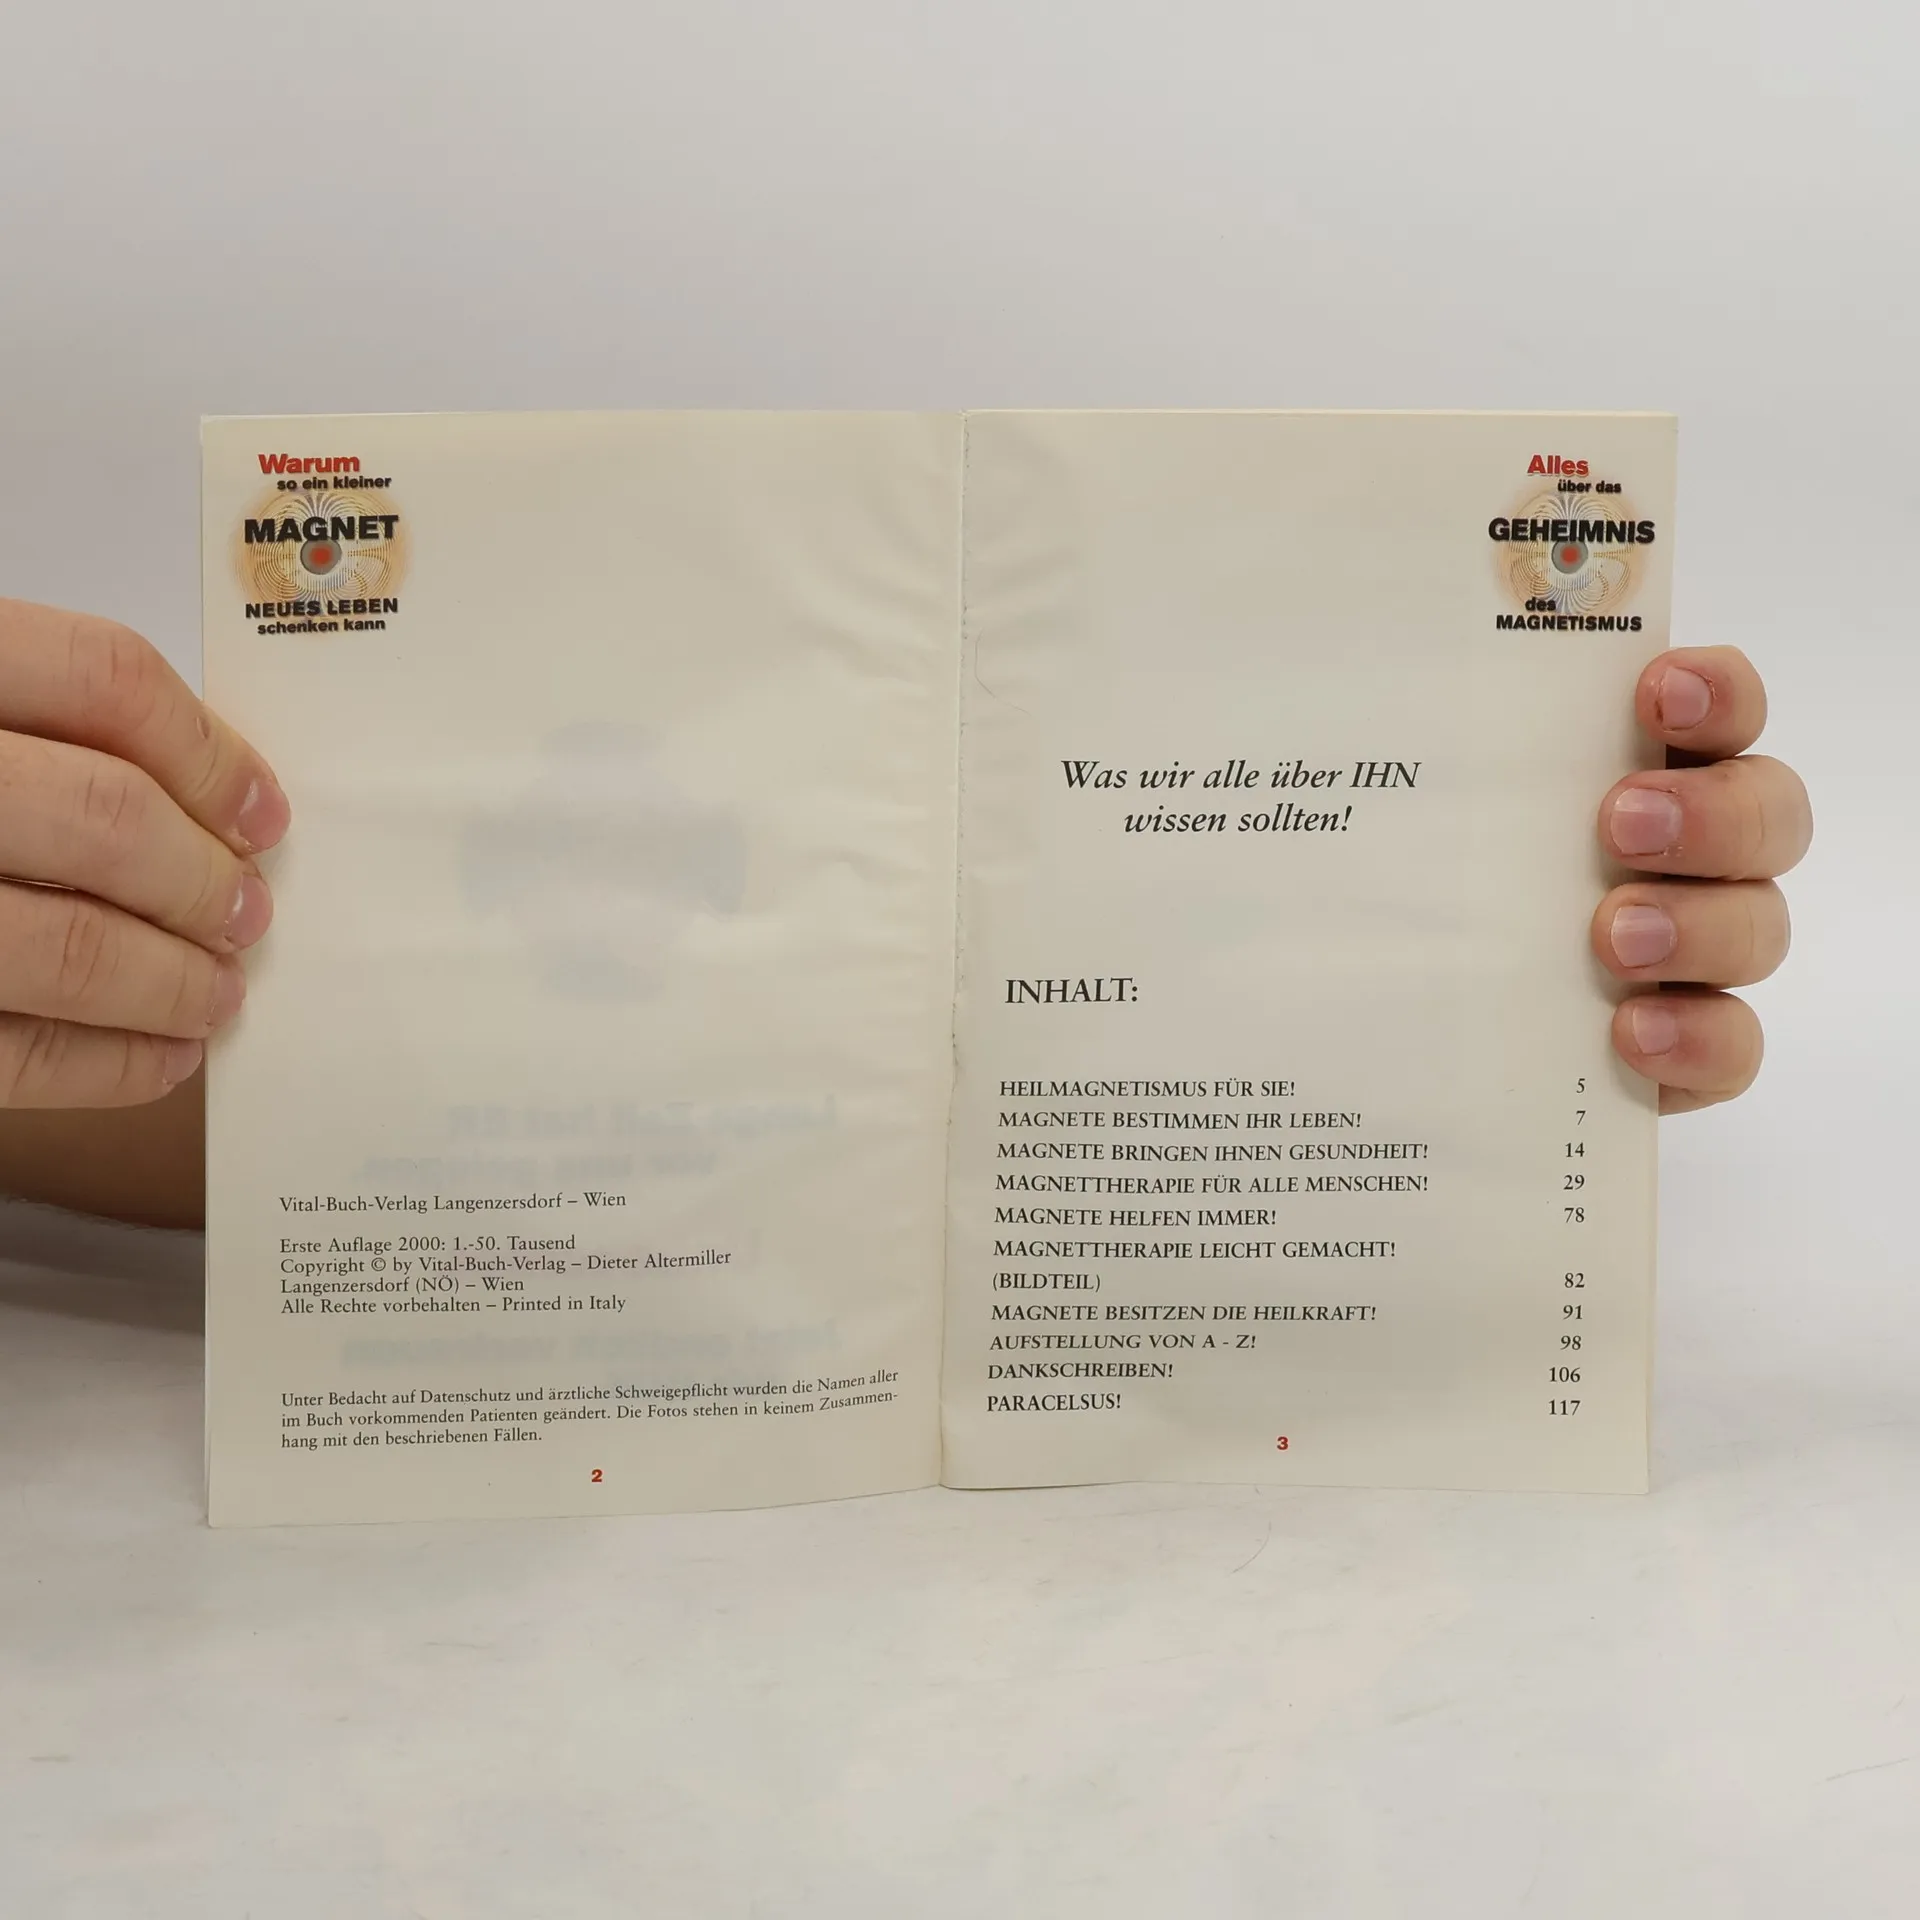 Warum
so ein kleiner
MAGNET
NEUES LEBEN
schenken kann
Vital-Buch-Verlag Langenzersdorf – Wien
Erste Auflage 2000: 1.-50. Tausend
Copyright © by Vital-Buch-Verlag – Dieter Altermiller
Langenzersdorf (NÖ) – Wien
Alle Rechte vorbehalten – Printed in Italy
Unter Bedacht auf Datenschutz und ärztliche Schweigepflicht wurden die Namen aller
im Buch vorkommenden Patienten geändert. Die Fotos stehen in keinem Zusammen-
hang mit den beschriebenen Fällen.
2
Alles
über das
GEHEIMNIS
des
MAGNETISMUS
Was wir alle über IHN
wissen sollten!
INHALT:
HEILMAGNETISMUS FÜR SIE! 5
MAGNETE BESTIMMEN IHR LEBEN! 7
MAGNETE BRINGEN IHNEN GESUNDHEIT! 14
MAGNETTHERAPIE FÜR ALLE MENSCHEN! 29
MAGNETE HELFEN IMMER! 78
MAGNETTHERAPIE LEICHT GEMACHT!
(BILDTEIL) 82
MAGNETE BESITZEN DIE HEILKRAFT! 91
AUFSTELLUNG VON A - Z! 98
DANKSCHREIBEN! 106
PARACELSUS! 117
3